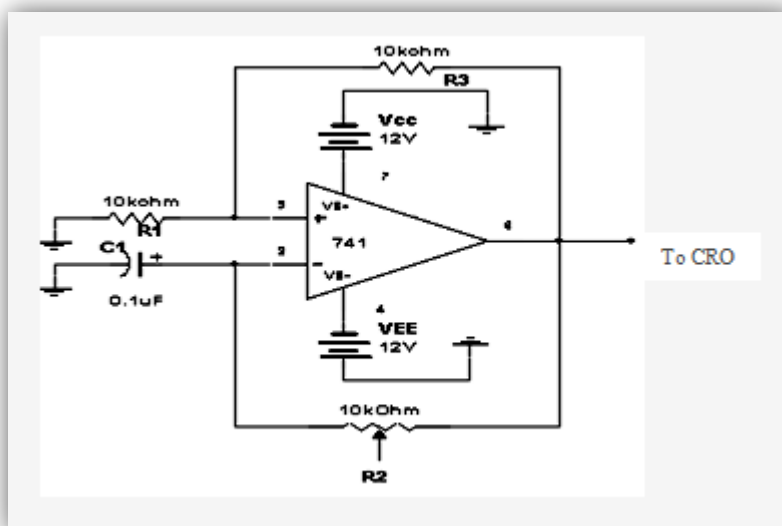 10kohm
R3
Vcc
12V
7
10kohm
R1
3
VS+
+
741
6
To CRO
C1
+
2
-
VS-
0.1uF
4
VEE
12V
10kOhm
R2